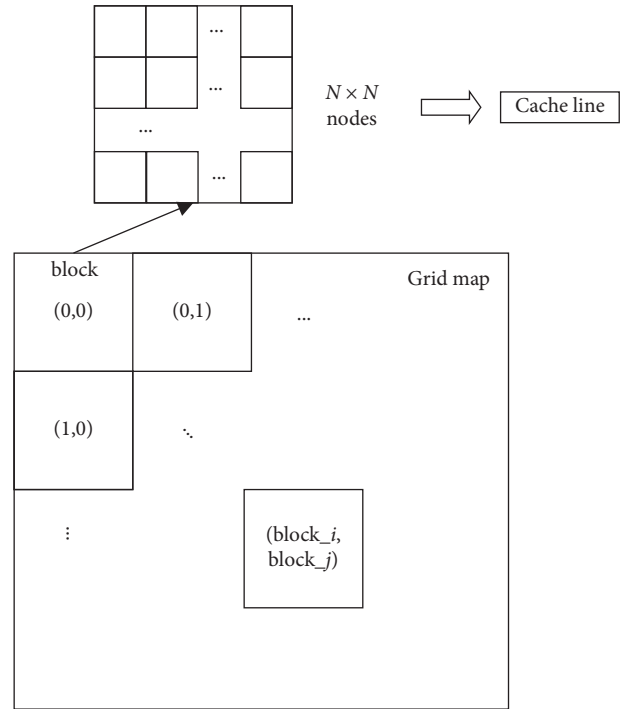 ...
...
...
...
N × N
nodes
Cache line
block
(0,0)
(0,1)
...
Grid map
(1,0)
⋱
⋮
(block_i,
block_j)